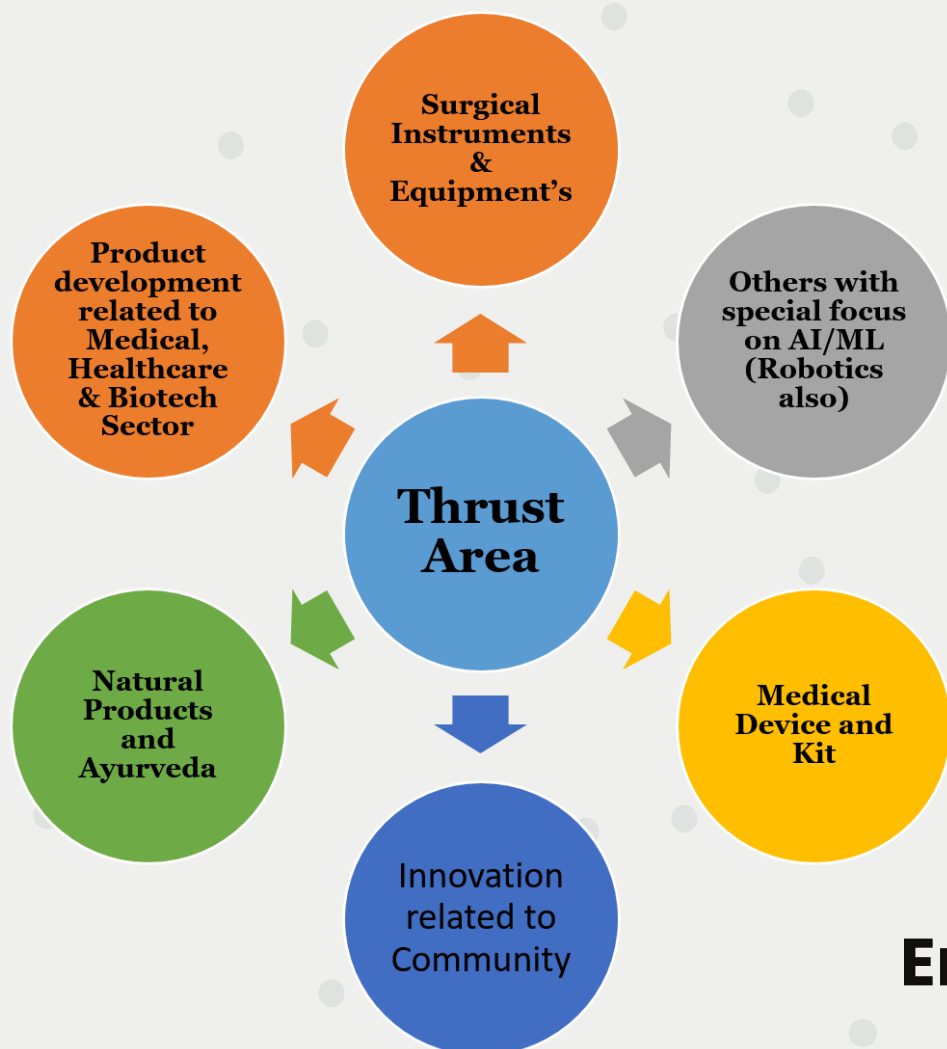 Surgical
Instruments
&
Equipment’s
Product
development
related to
Medical,
Healthcare
& Biotech
Sector
Others with
special focus
on AI/ML
(Robotics
also)
Thrust
Area
Natural
Products
and
Ayurveda
Medical
Device and
Kit
Innovation
related to
Community